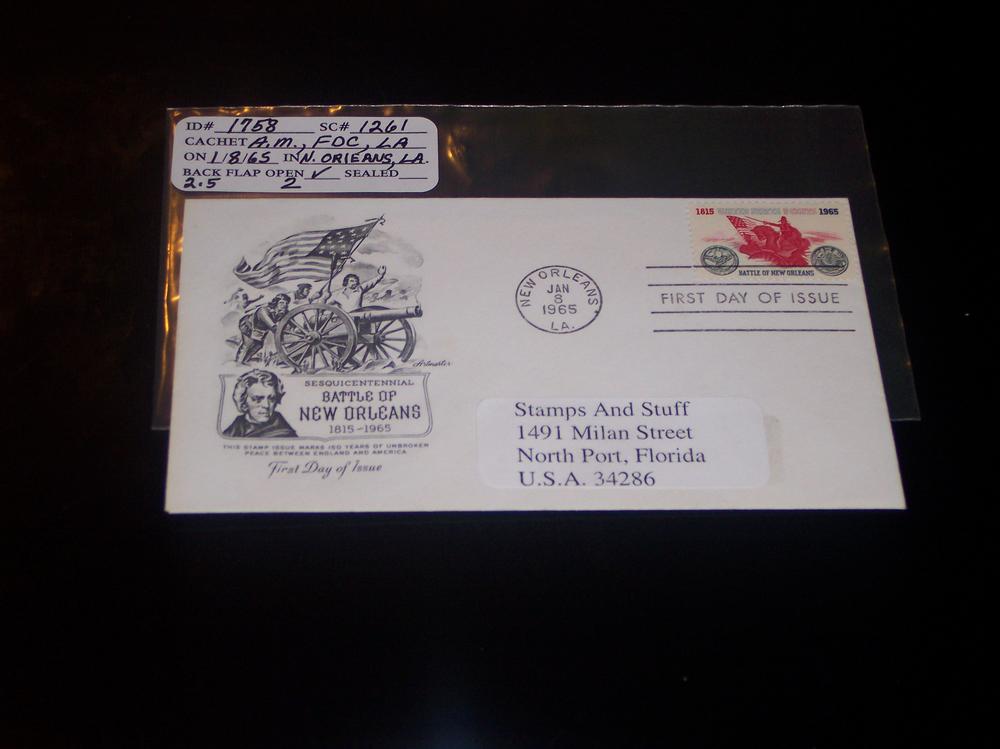 ID# 1758 SC# 1261
CACHET A.M., FDC, LA
ON 1/8/65 IN N. ORlEANS, LA.
BACK FLAP OPEN ✓ SEALED
2.5 2
1815 1965
BATTLE OF NEW ORLEANS
NEW ORLEANS
JAN
8
1965
LA.
FIRST DAY OF ISSUE
Artmaster
SESQUICENTENNIAL
BATTLE OF
NEW ORLEANS
1815-1965
THIS STAMP ISSUE MARKS 150 YEARS OF UNBROKEN
PEACE BETWEEN ENGLAND AND AMERICA
First Day of Issue
Stamps And Stuff
1491 Milan Street
North Port, Florida
U.S.A. 34286